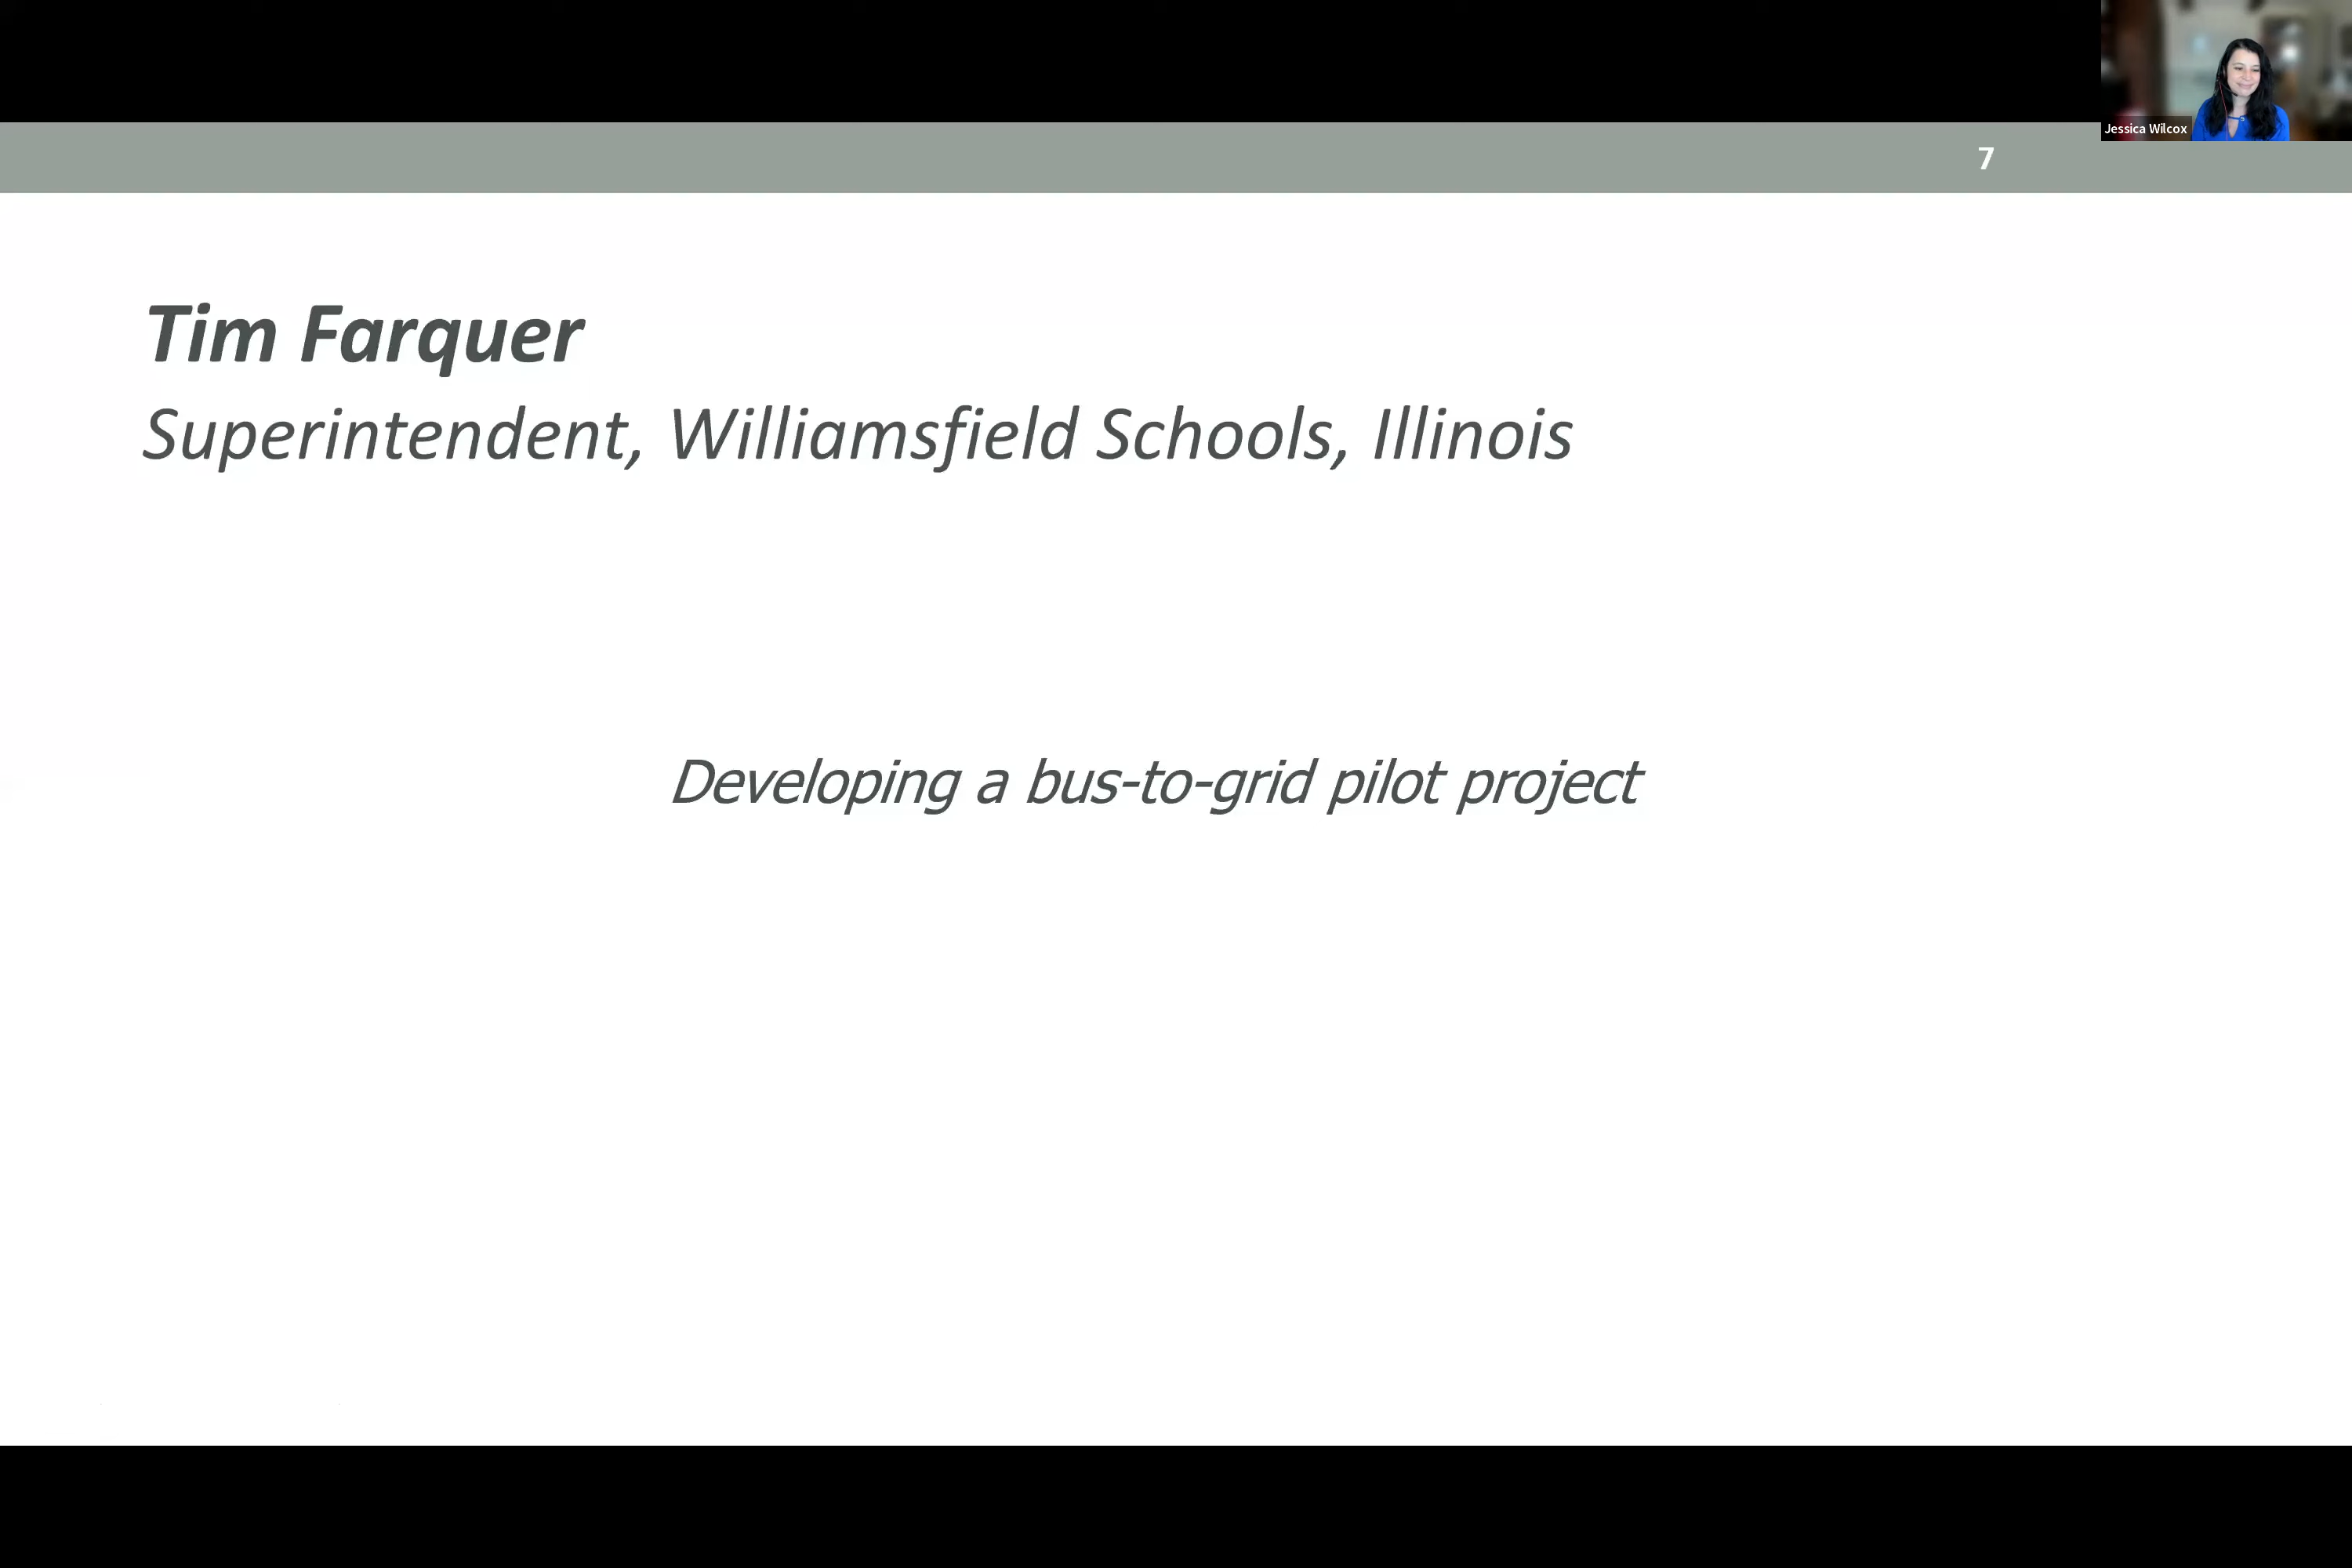 Jessica Wilcox
7
Tim Farquer
Superintendent, Williamsfield Schools, Illinois
Developing a bus-to-grid pilot project